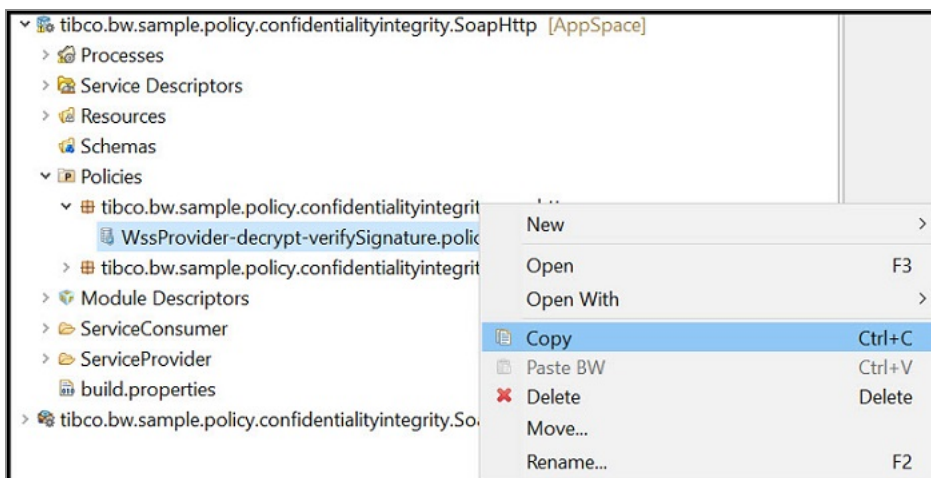 tibco.bw.sample.policy.confidentialityintegrity.SoapHttp [AppSpace]
Processes
Service Descriptors
Resources
Schemas
Policies
tibco.bw.sample.policy.confidentialityintegrit
WssProvider-decrypt-verifySignature.polic
tibco.bw.sample.policy.confidentialityintegrit
Module Descriptors
ServiceConsumer
ServiceProvider
build.properties
tibco.bw.sample.policy.confidentialityintegrity.Soa
New
Open F3
Open With
Copy Ctrl+C
Paste BW Ctrl+V
Delete Delete
Move...
Rename... F2